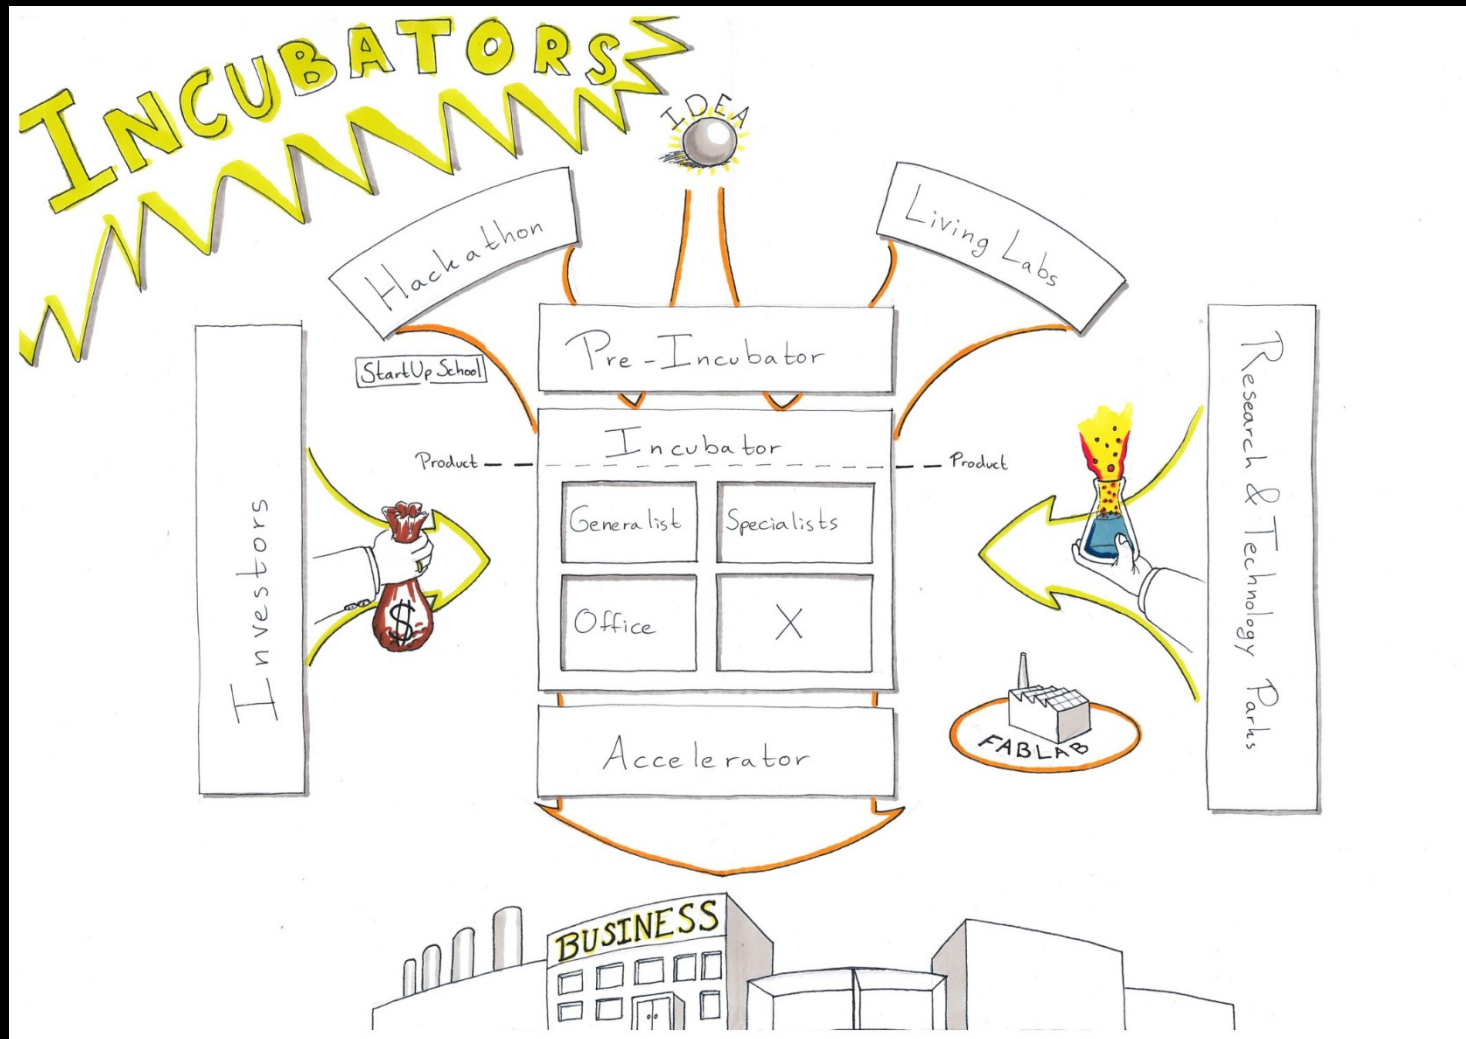 INCUBATORS
IDEA
Hackathon
Living Labs
Pre-Incubator
StartUp School
Incubator
Product
Product
Generalist
Specialists
Office
X
Investors
$
Research & Technology Parks
FABLAB
Accelerator
BUSINESS